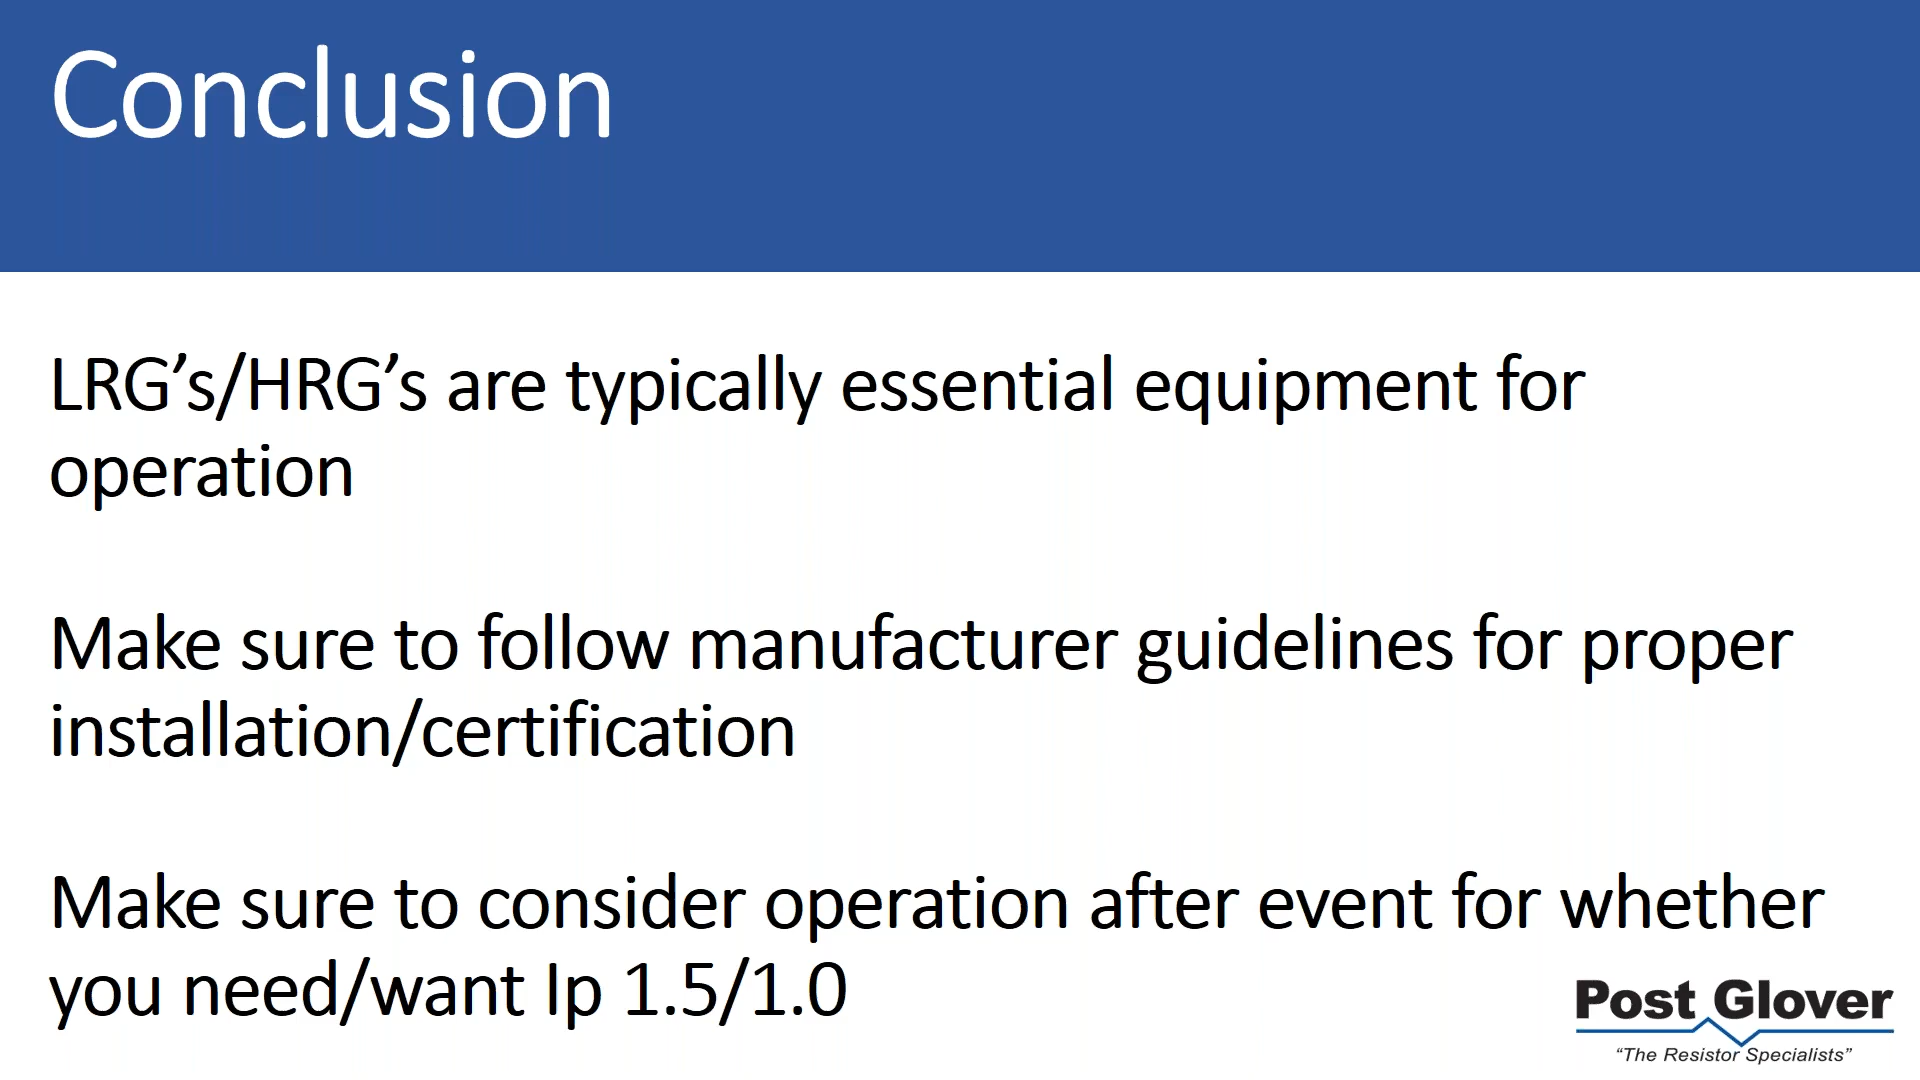 Conclusion
LRG’s/HRG’s are typically essential equipment for
operation
Make sure to follow manufacturer guidelines for proper
installation/certification
Make sure to consider operation after event for whether
you need/want Ip 1.5/1.0
Post Glover
“The Resistor Specialists”